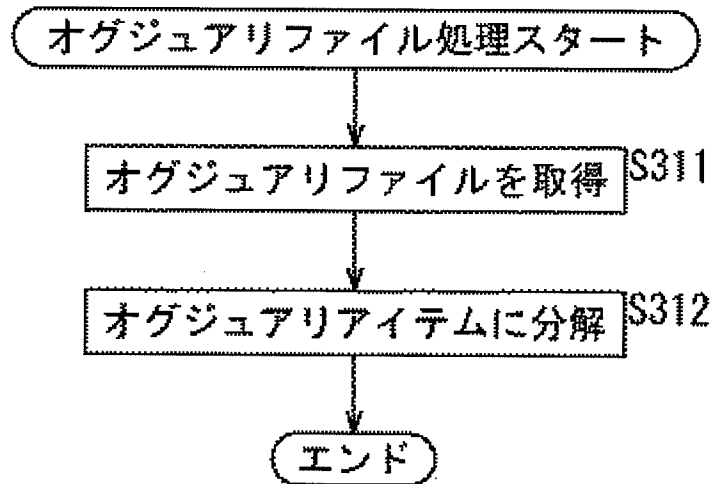 オグジュアリファイル処理スタート
オグジュアリファイルを取得
S311
オグジュアリアイテムに分解
S312
エンド